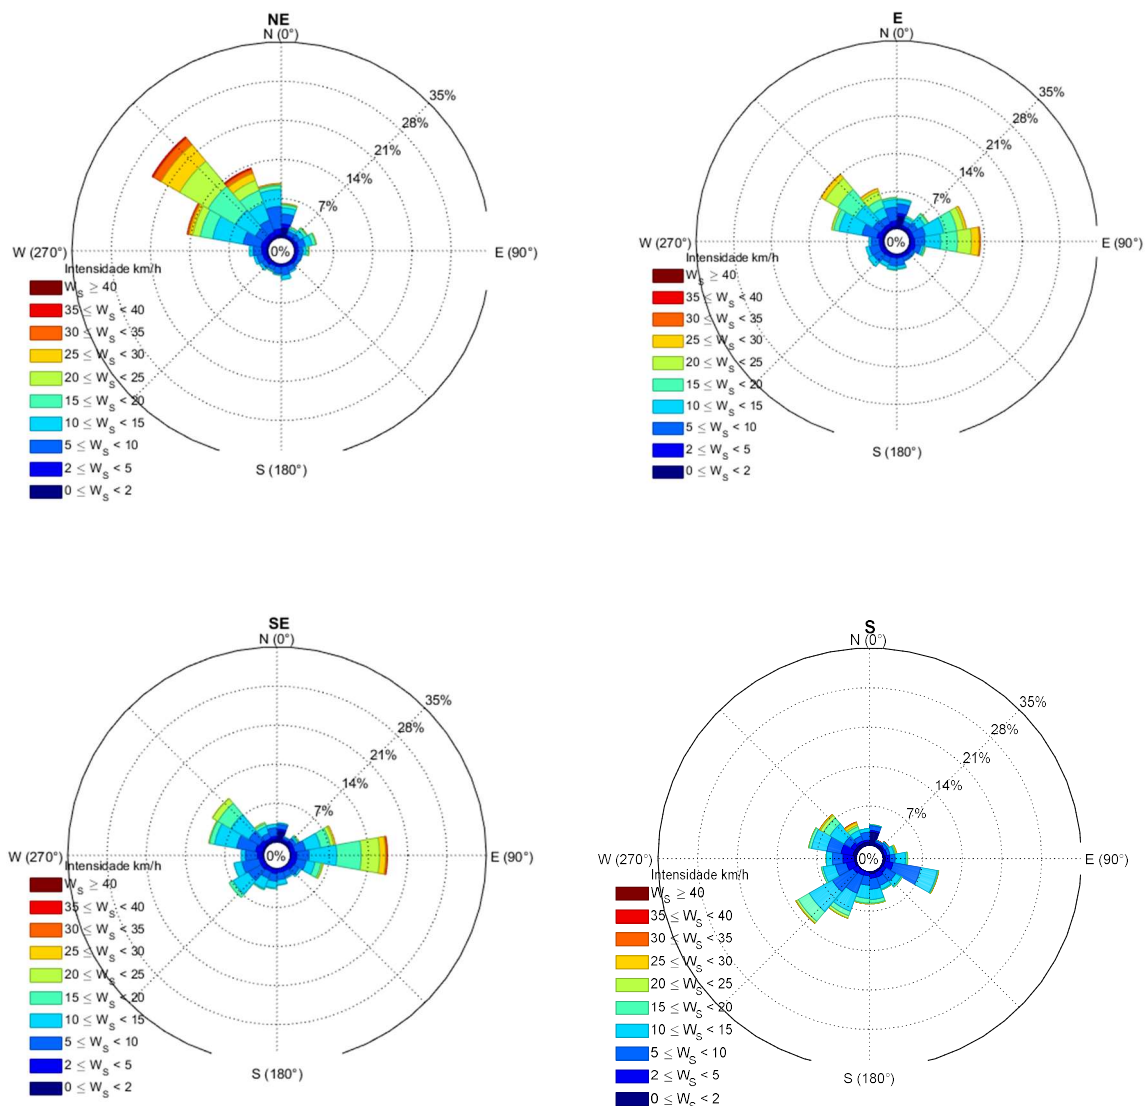 NE
N (0°)
35%
28%
21%
14%
7%
0%
W (270°)
E (90°)
Intensidade km/h
W_S ≥ 40
35 ≤ W_S < 40
30 ≤ W_S < 35
25 ≤ W_S < 30
20 ≤ W_S < 25
15 ≤ W_S < 20
10 ≤ W_S < 15
5 ≤ W_S < 10
2 ≤ W_S < 5
0 ≤ W_S < 2
S (180°)
E
N (0°)
35%
28%
21%
14%
7%
0%
W (270°)
E (90°)
Intensidade km/h
W_S ≥ 40
35 ≤ W_S < 40
30 ≤ W_S < 35
25 ≤ W_S < 30
20 ≤ W_S < 25
15 ≤ W_S < 20
10 ≤ W_S < 15
5 ≤ W_S < 10
2 ≤ W_S < 5
0 ≤ W_S < 2
S (180°)
SE
N (0°)
35%
28%
21%
14%
7%
0%
W (270°)
E (90°)
Intensidade km/h
W_S ≥ 40
35 ≤ W_S < 40
30 ≤ W_S < 35
25 ≤ W_S < 30
20 ≤ W_S < 25
15 ≤ W_S < 20
10 ≤ W_S < 15
5 ≤ W_S < 10
2 ≤ W_S < 5
0 ≤ W_S < 2
S (180°)
S
N (0°)
35%
28%
21%
14%
7%
0%
W (270°)
E (90°)
Intensidade km/h
W_S ≥ 40
35 ≤ W_S < 40
30 ≤ W_S < 35
25 ≤ W_S < 30
20 ≤ W_S < 25
15 ≤ W_S < 20
10 ≤ W_S < 15
5 ≤ W_S < 10
2 ≤ W_S < 5
0 ≤ W_S < 2
S (180°)